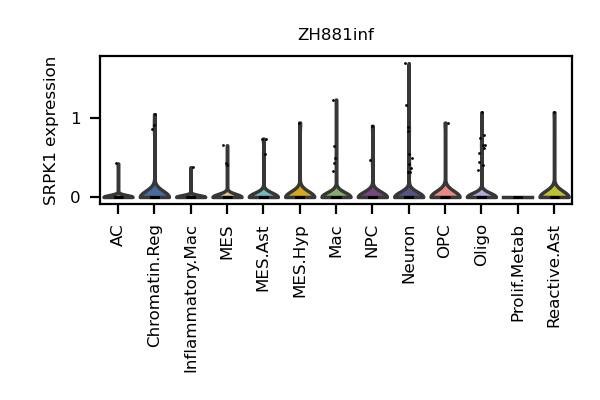 ZH881inf
SRPK1 expression
1
0
AC
Chromatin.Reg
Inflammatory.Mac
MES
MES.Ast
MES.Hyp
Mac
NPC
Neuron
OPC
Oligo
Prolif.Metab
Reactive.Ast